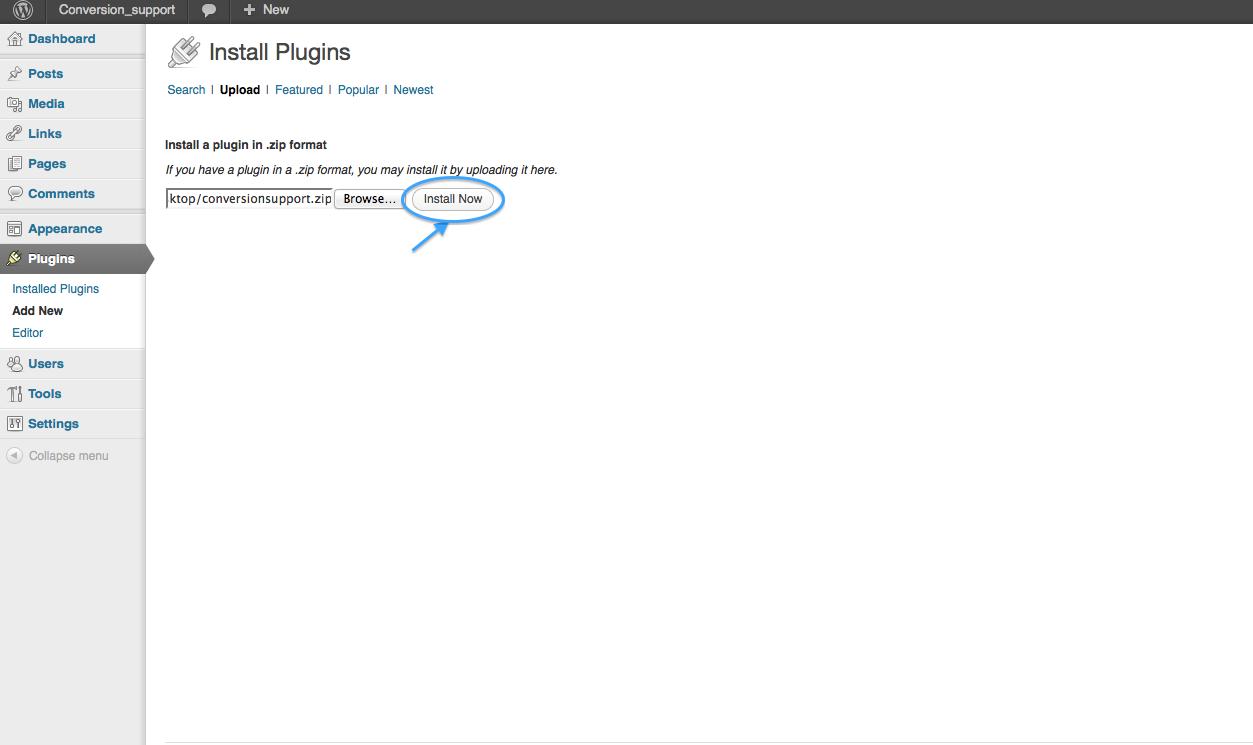 Conversion_support
New
Dashboard
Posts
Media
Links
Pages
Comments
Appearance
Plugins
Installed Plugins
Add New
Editor
Users
Tools
Settings
Collapse menu
Install Plugins
Search | Upload | Featured | Popular | Newest
Install a plugin in .zip format
If you have a plugin in a .zip format, you may install it by uploading it here.
ktop/conversionsupport.zip Browse... Install Now